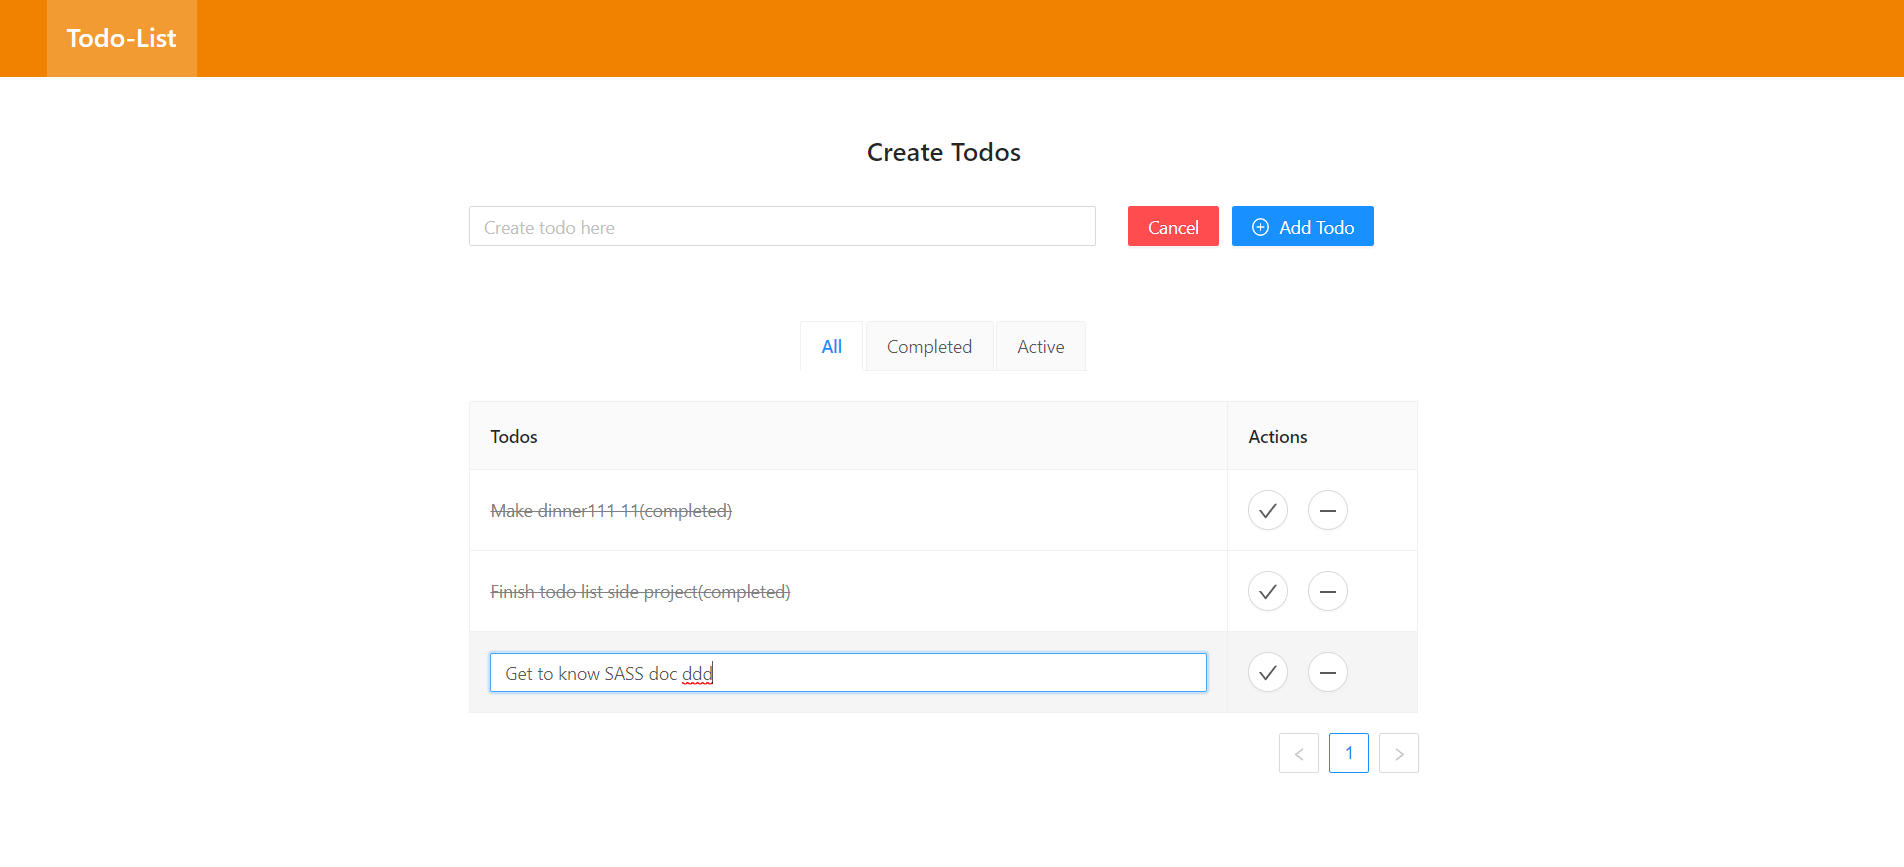 Todo-List
Create Todos
Create todo here
Cancel
Add Todo
All
Completed
Active
Todos
Actions
Make dinner111 11(completed)
Finish todo list side project(completed)
Get to know SASS doc ddd
< 1 >